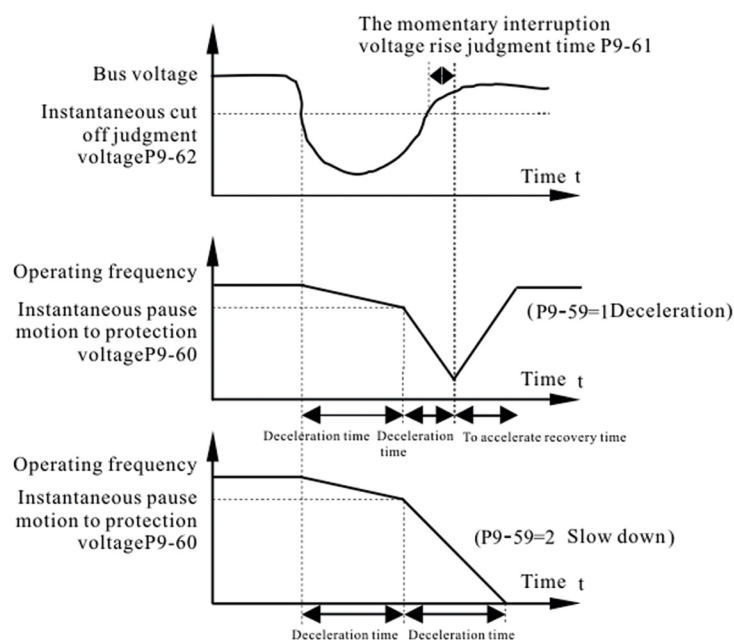 The momentary interruption
voltage rise judgment time P9-61
Bus voltage
Instantaneous cut
off judgment
voltageP9-62
Time t
Operating frequency
Instantaneous pause
motion to protection
voltageP9-60
(P9-59=1Deceleration)
Time t
Deceleration time
Deceleration
time
To accelerate recovery time
Operating frequency
Instantaneous pause
motion to protection
voltageP9-60
(P9-59=2 Slow down)
Time t
Deceleration time
Deceleration time